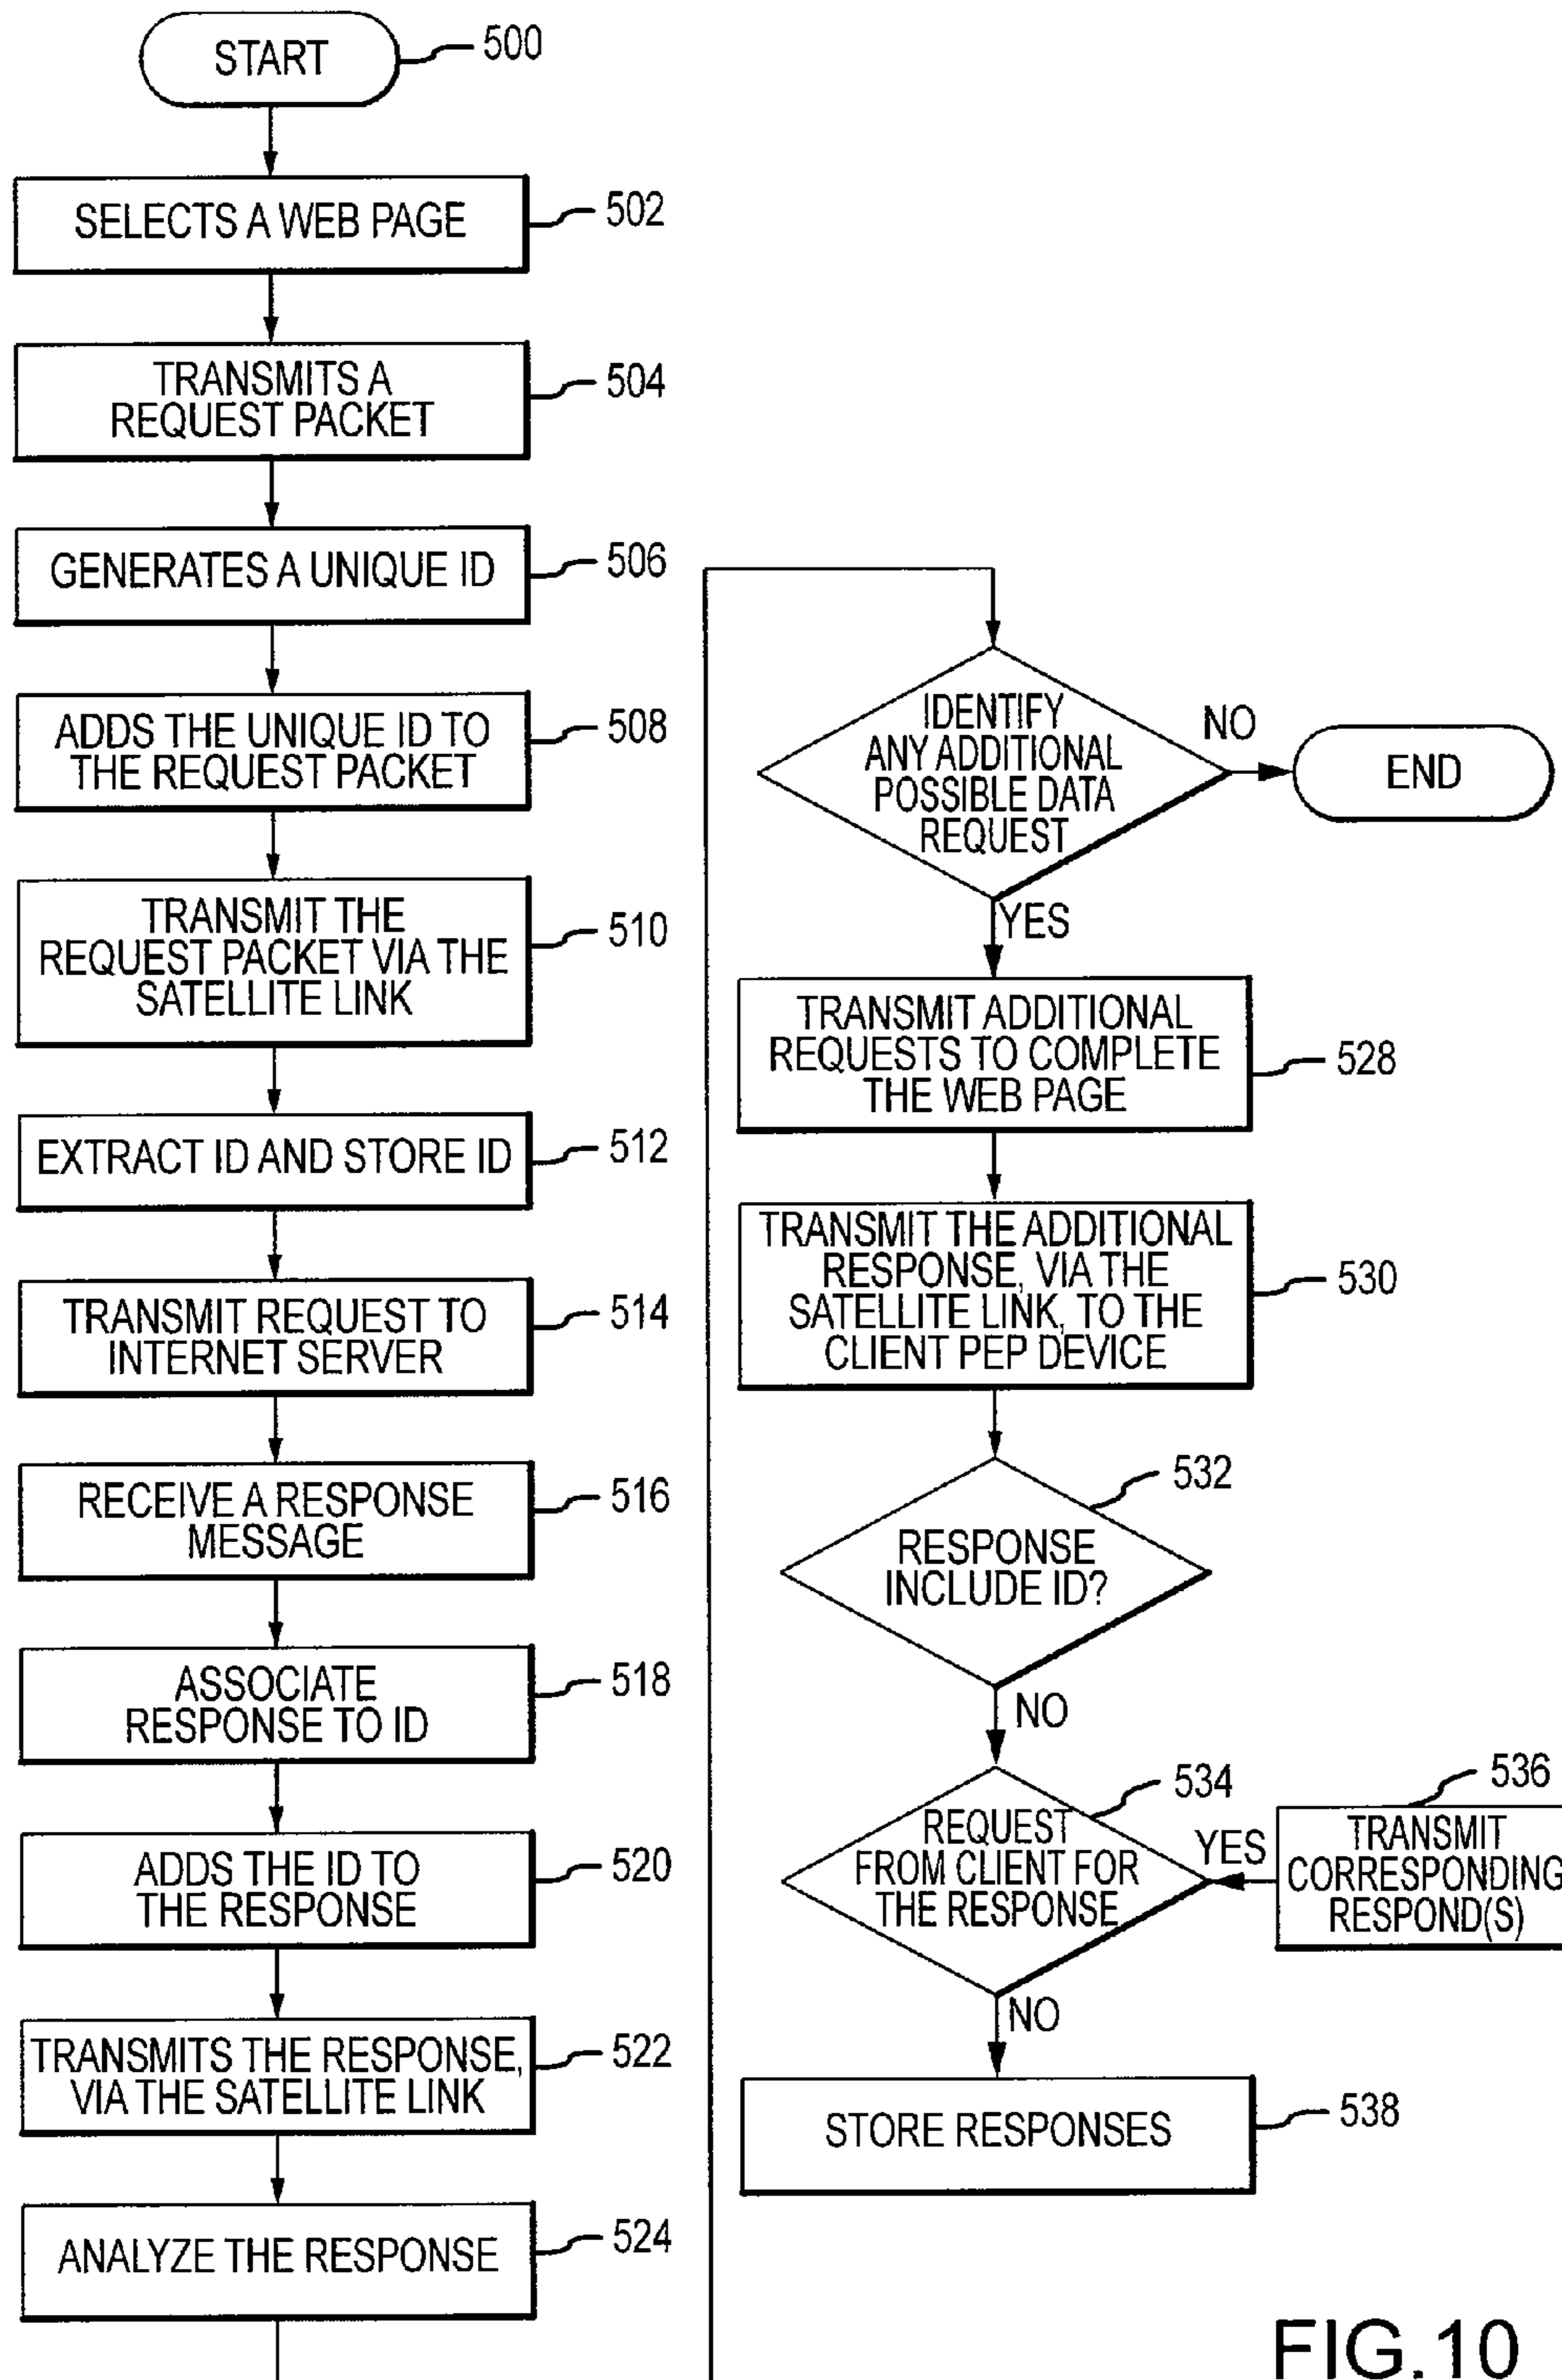 START
500
SELECTS A WEB PAGE
502
TRANSMITS A
REQUEST PACKET
504
GENERATES A UNIQUE ID
506
ADDS THE UNIQUE ID TO
THE REQUEST PACKET
508
TRANSMIT THE
REQUEST PACKET VIA THE
SATELLITE LINK
510
EXTRACT ID AND STORE ID
512
TRANSMIT REQUEST TO
INTERNET SERVER
514
RECEIVE A RESPONSE
MESSAGE
516
ASSOCIATE
RESPONSE TO ID
518
ADDS THE ID TO
THE RESPONSE
520
TRANSMITS THE RESPONSE,
VIA THE SATELLITE LINK
522
ANALYZE THE RESPONSE
524
IDENTIFY
ANY ADDITIONAL
POSSIBLE DATA
REQUEST
NO
END
YES
TRANSMIT ADDITIONAL
REQUESTS TO COMPLETE
THE WEB PAGE
528
TRANSMIT THE ADDITIONAL
RESPONSE, VIA THE
SATELLITE LINK, TO THE
CLIENT PEP DEVICE
530
RESPONSE
INCLUDE ID?
532
NO
REQUEST
FROM CLIENT FOR
THE RESPONSE
534
YES
TRANSMIT
CORRESPONDING
RESPOND(S)
536
NO
STORE RESPONSES
538
FIG.10